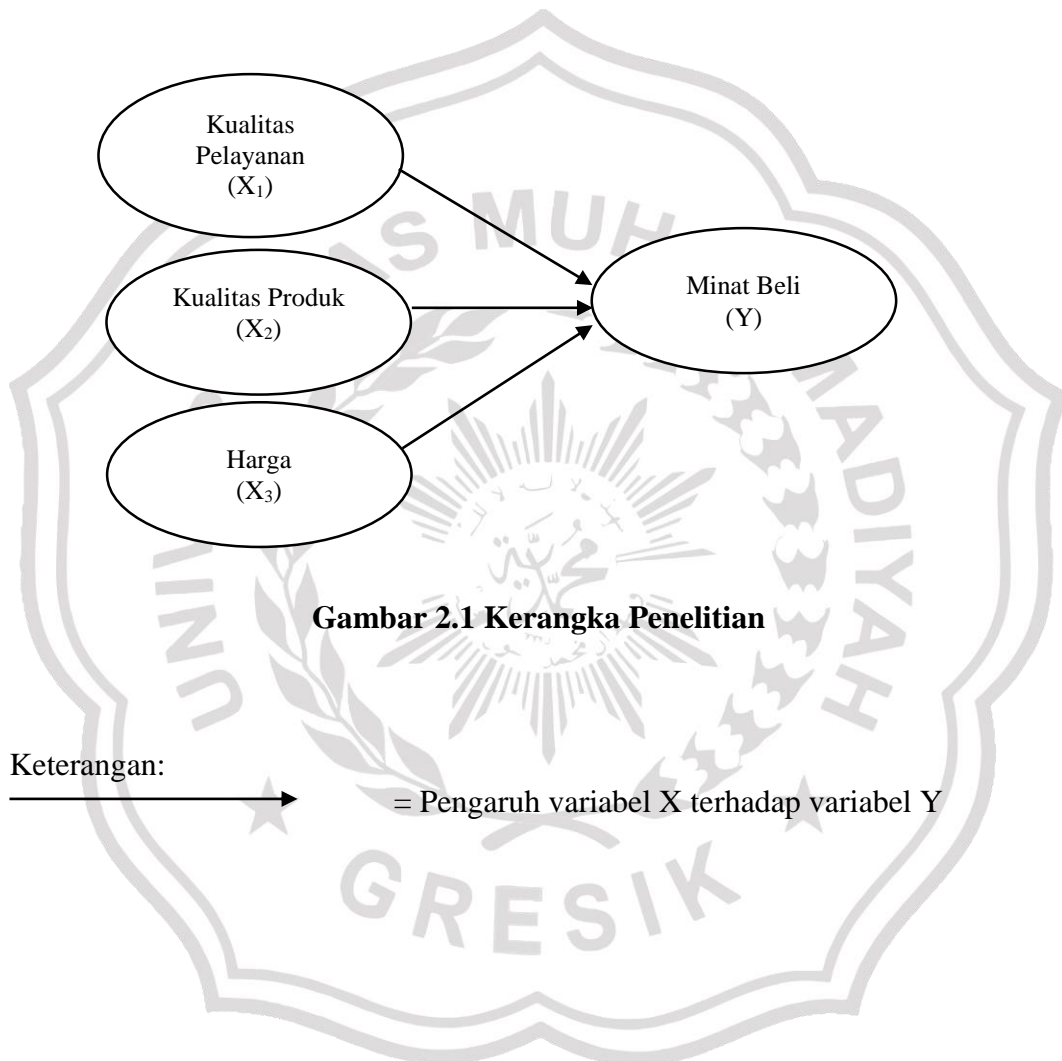 Kualitas
Pelayanan
(X₁)
Kualitas Produk
(X₂)
Harga
(X₃)
Minat Beli
(Y)
Gambar 2.1 Kerangka Penelitian
Keterangan:
= Pengaruh variabel X terhadap variabel Y
GRESIK